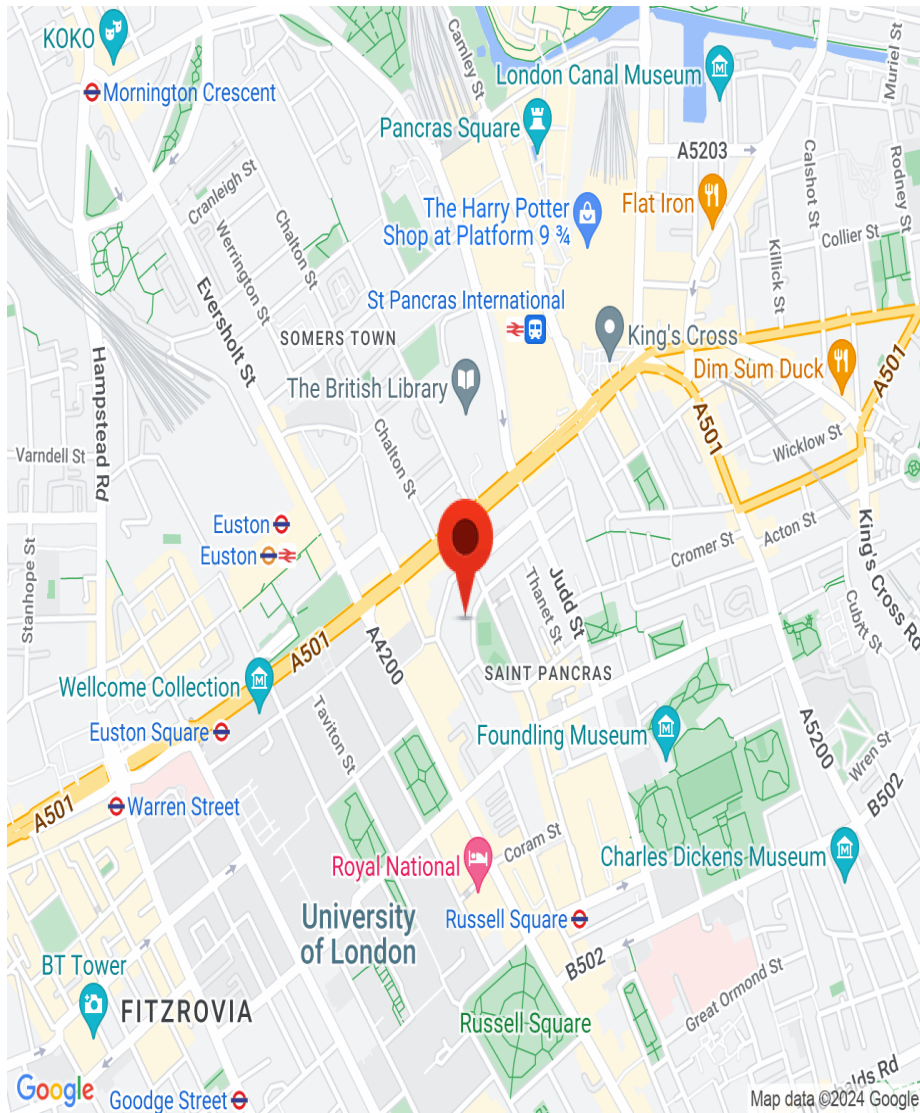 KOKO
Mornington Crescent
Camley St
London Canal Museum
Muriel St
Pancras Square
A5203
Cranleigh St
Calshot St
Rodney St
The Harry Potter
Shop at Platform 9 ¾
Flat Iron
Werrington St
Chalton St
Collier St
Killick St
Eversholt St
St Pancras International
SOMERS TOWN
King's Cross
Hampstead Rd
The British Library
Dim Sum Duck
A501
A501
Varndell St
Chalton St
Wicklow St
Euston
Euston
Acton St
Cromer St
King's Cross Rd
Stanhope St
Judd St
Thanet St
Cubitt St
A501
A4200
SAINT PANCRAS
Wellcome Collection
Taviton St
Euston Square
Foundling Museum
A5200
Wren St
B502
A501
Warren Street
Coram St
Royal National
Charles Dickens Museum
University
of London
Russell Square
B502
BT Tower
FITZROVIA
Great Ormond St
Russell Square
Google
Goodge Street
Map data ©2024 Google